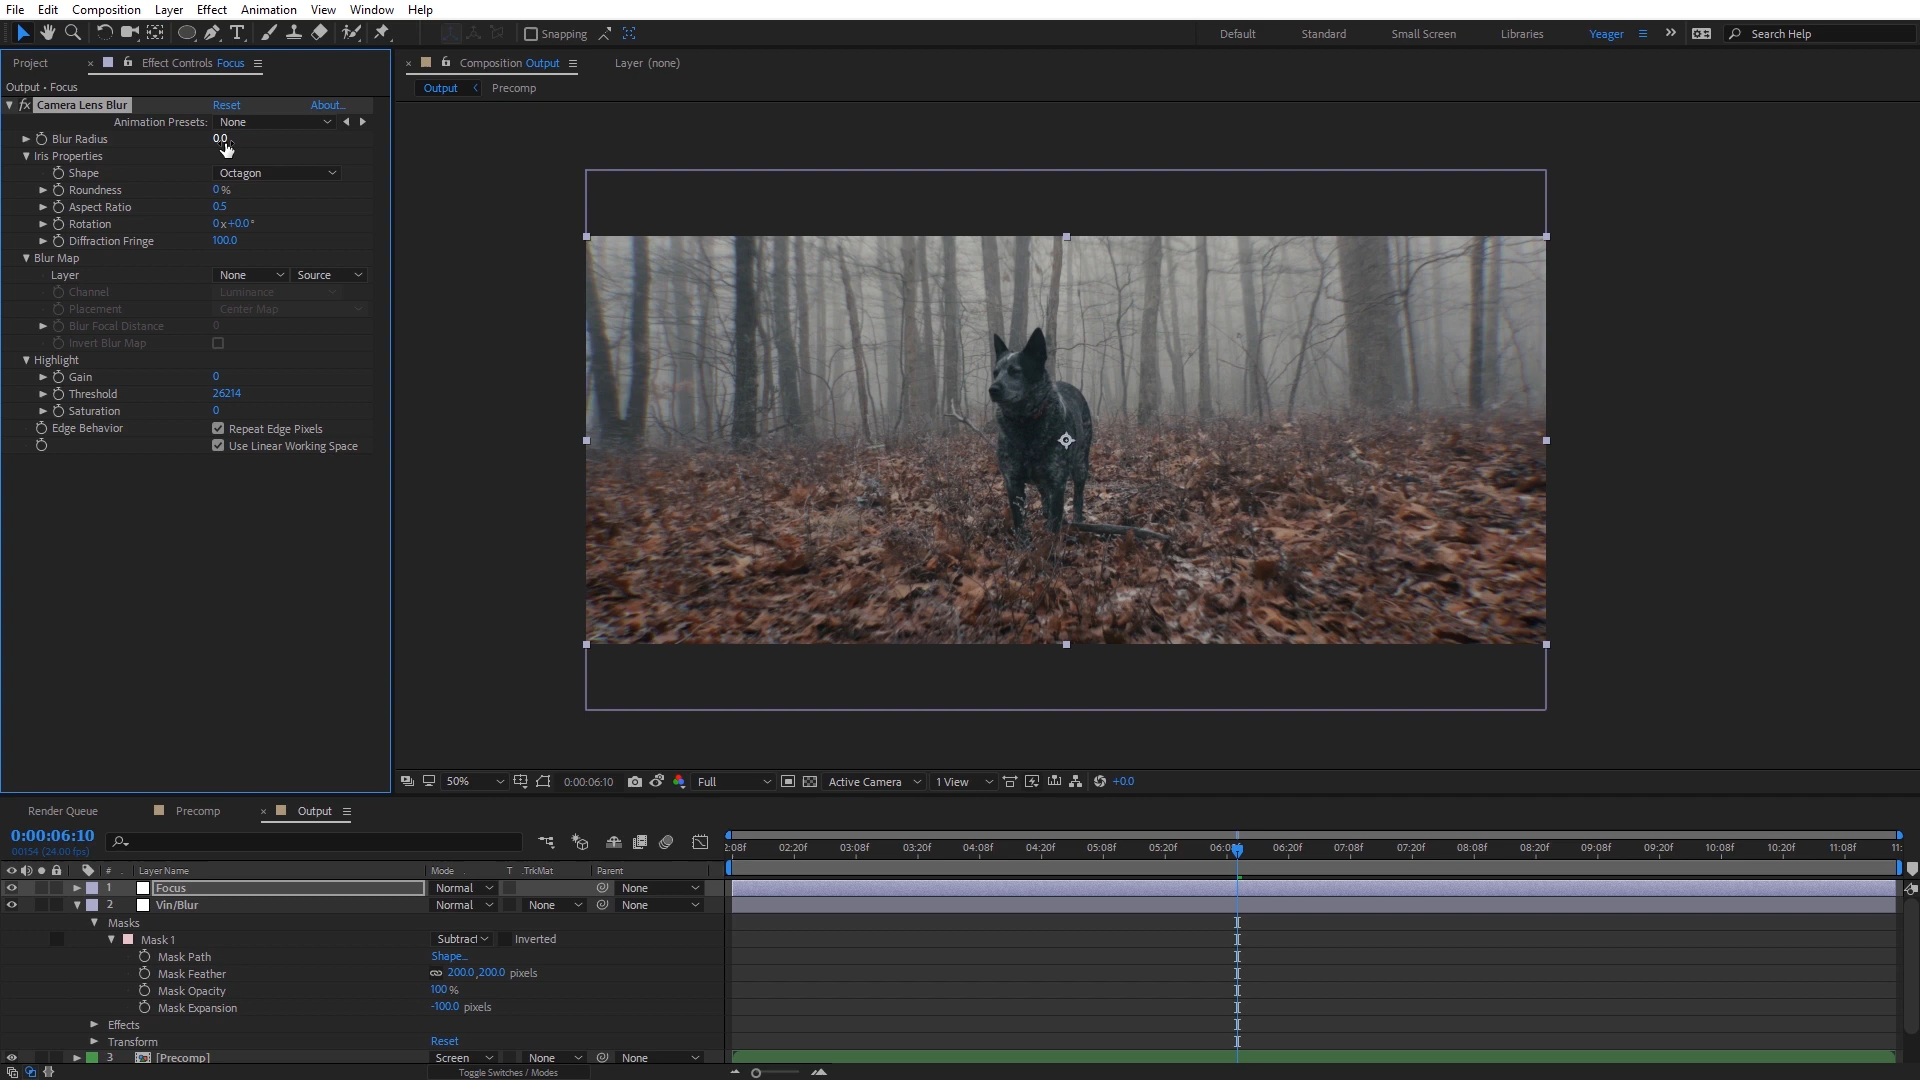 File Edit Composition Layer Effect Animation View Window Help
Snapping Default Standard Small Screen Libraries Yeager Search Help
Project Effect Controls Focus
Output • Focus
fx Camera Lens Blur Reset About...
Animation Presets: None
Blur Radius 0.0
Iris Properties
Shape Octagon
Roundness 0 %
Aspect Ratio 0.5
Rotation 0 x +0.0 °
Diffraction Fringe 100.0
Blur Map
Layer None Source
Channel Luminance
Placement Center Map
Blur Focal Distance 0
Invert Blur Map
Highlight
Gain 0
Threshold 26214
Saturation 0
Edge Behavior Repeat Edge Pixels
Use Linear Working Space
Composition Output Layer (none)
Output Precomp
50% 0:00:06:10 Full Active Camera 1 View +0.0
Render Queue Precomp Output
0:00:06:10
00154 (24.00 fps)
2:08f 02:20f 03:08f 03:20f 04:08f 04:20f 05:08f 05:20f 06:0 06:20f 07:08f 07:20f 08:08f 08:20f 09:08f 09:20f 10:08f 10:20f 11:08f 11:
# Layer Name Mode T .TrkMat Parent
1 Focus Normal None
2 Vin/Blur Normal None None
Masks
Mask 1 Subtract Inverted
Mask Path Shape...
Mask Feather 200.0,200.0 pixels
Mask Opacity 100 %
Mask Expansion -100.0 pixels
Effects
Transform Reset
3 [Precomp] Screen None None
Toggle Switches / Modes